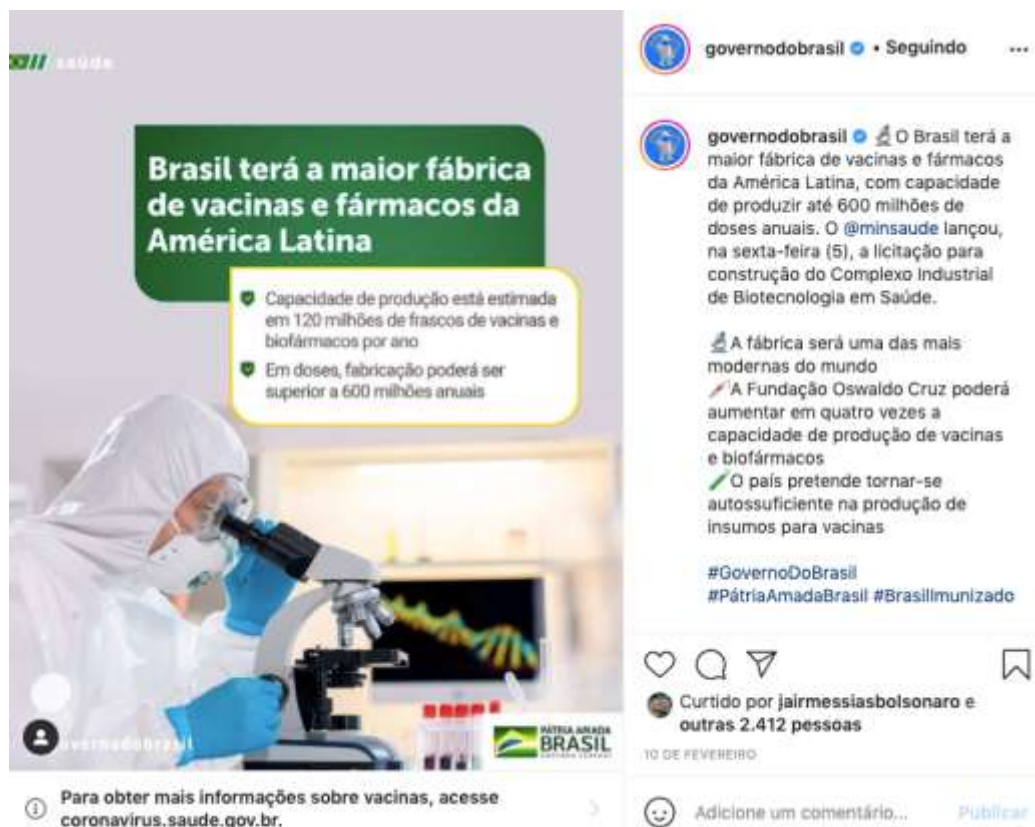 saúde
Brasil terá a maior fábrica
de vacinas e fármacos da
América Latina
Capacidade de produção está estimada
em 120 milhões de frascos de vacinas e
biofármacos por ano
Em doses, fabricação poderá ser
superior a 600 milhões anuais
governodobrasil
PÁTRIA AMADA
BRASIL
GOVERNO FEDERAL
Para obter mais informações sobre vacinas, acesse
coronavirus.saude.gov.br.
governodobrasil • Seguindo
governodobrasil O Brasil terá a
maior fábrica de vacinas e fármacos
da América Latina, com capacidade
de produzir até 600 milhões de
doses anuais. O @minsaude lançou,
na sexta-feira (5), a licitação para
construção do Complexo Industrial
de Biotecnologia em Saúde.
A fábrica será uma das mais
modernas do mundo
A Fundação Oswaldo Cruz poderá
aumentar em quatro vezes a
capacidade de produção de vacinas
e biofármacos
O país pretende tornar-se
autossuficiente na produção de
insumos para vacinas
#GovernoDoBrasil
#PátriaAmadaBrasil #BrasilImunizado
Curtido por jairmessiasbolsonaro e
outras 2.412 pessoas
10 DE FEVEREIRO
Adicione um comentário... Publicar